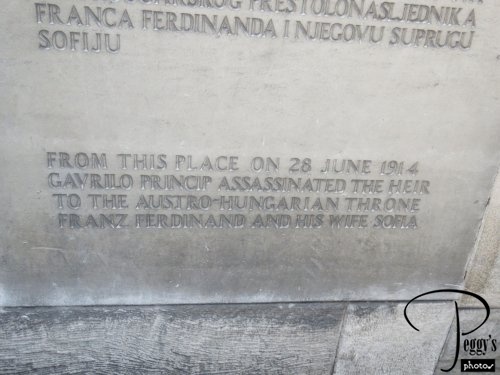 PRESTOLONASLJEDNIKA
FRANCA FERDINANDA I NJEGOVU SUPRUGU
SOFIJU
FROM THIS PLACE ON 28 JUNE 1914
GAVRILO PRINCIP ASSASSINATED THE HEIR
TO THE AUSTRO-HUNGARIAN THRONE
FRANZ FERDINAND AND HIS WIFE SOFIA
Peggy's
photos